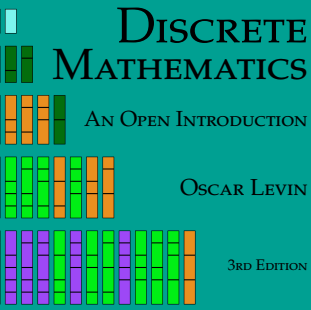 Discrete
Mathematics
An Open Introduction
Oscar Levin
3rd Edition